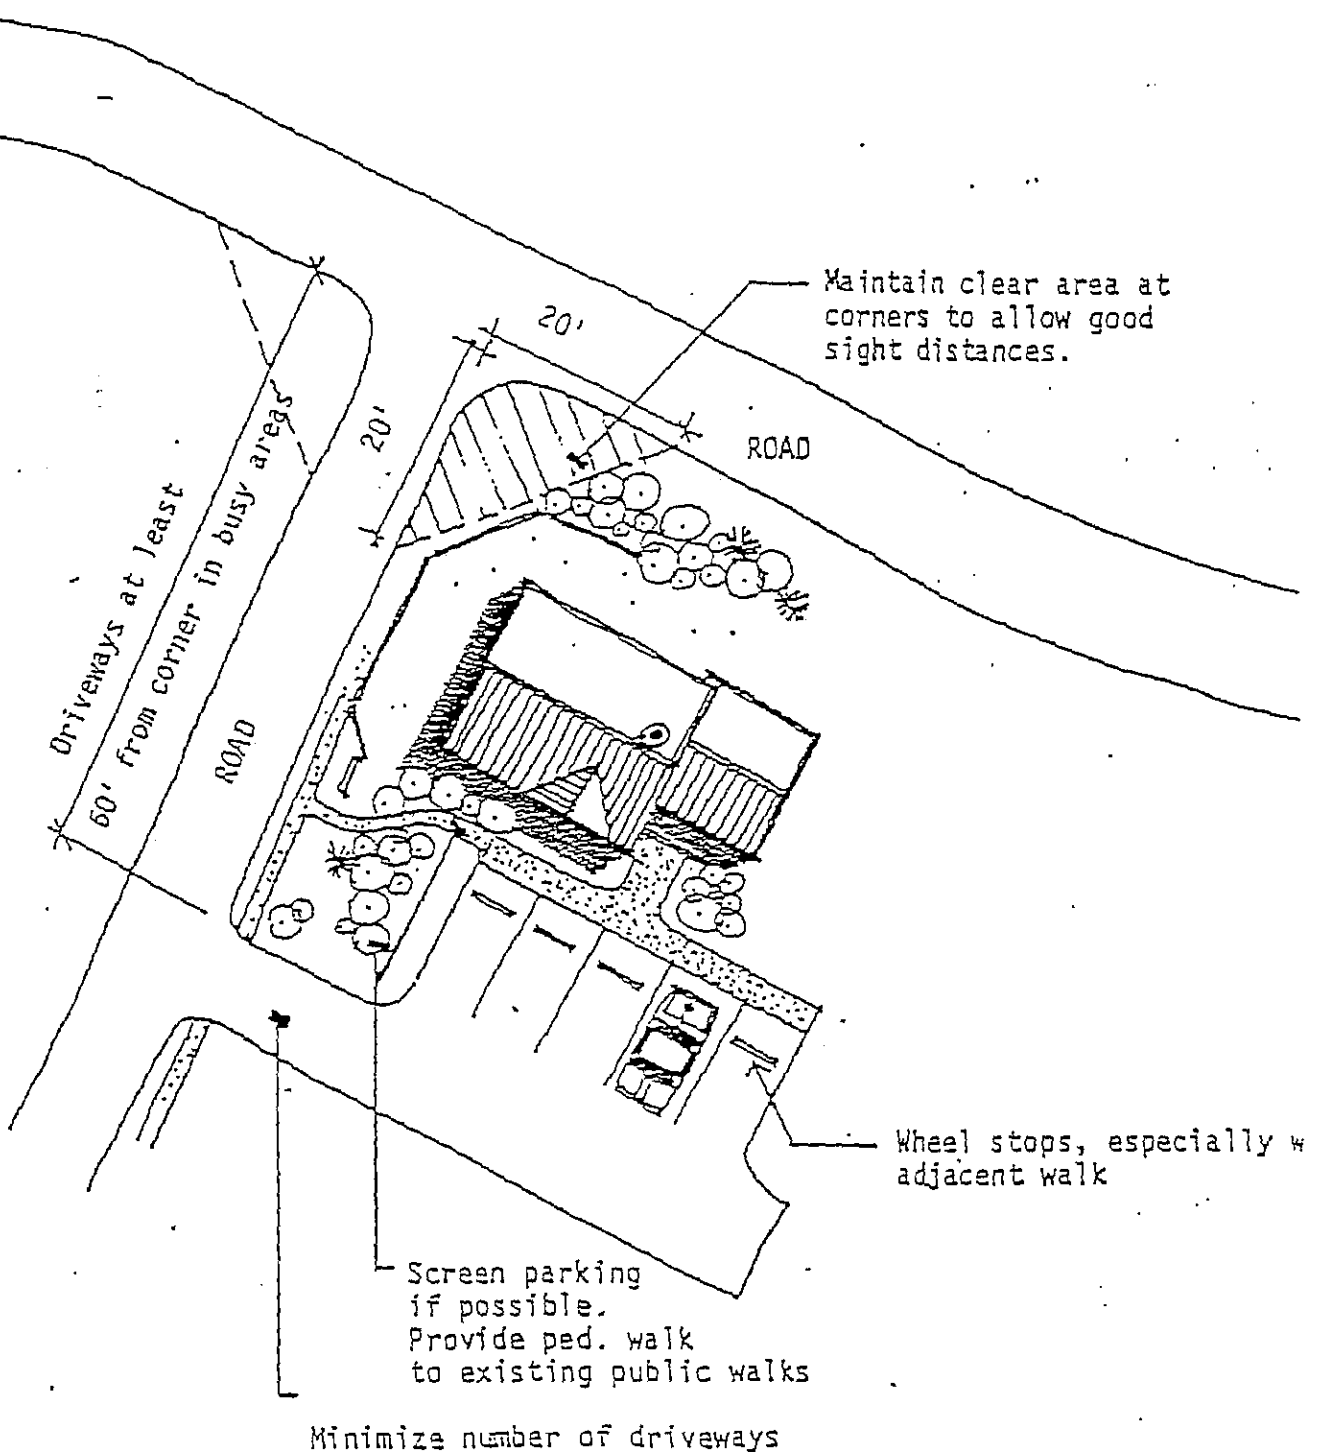 Maintain clear area at
corners to allow good
sight distances.
20'
20'
ROAD
Driveways at least
60' from corner in busy areas
ROAD
Wheel stops, especially w
adjacent walk
Screen parking
if possible.
Provide ped. walk
to existing public walks
Minimize number of driveways